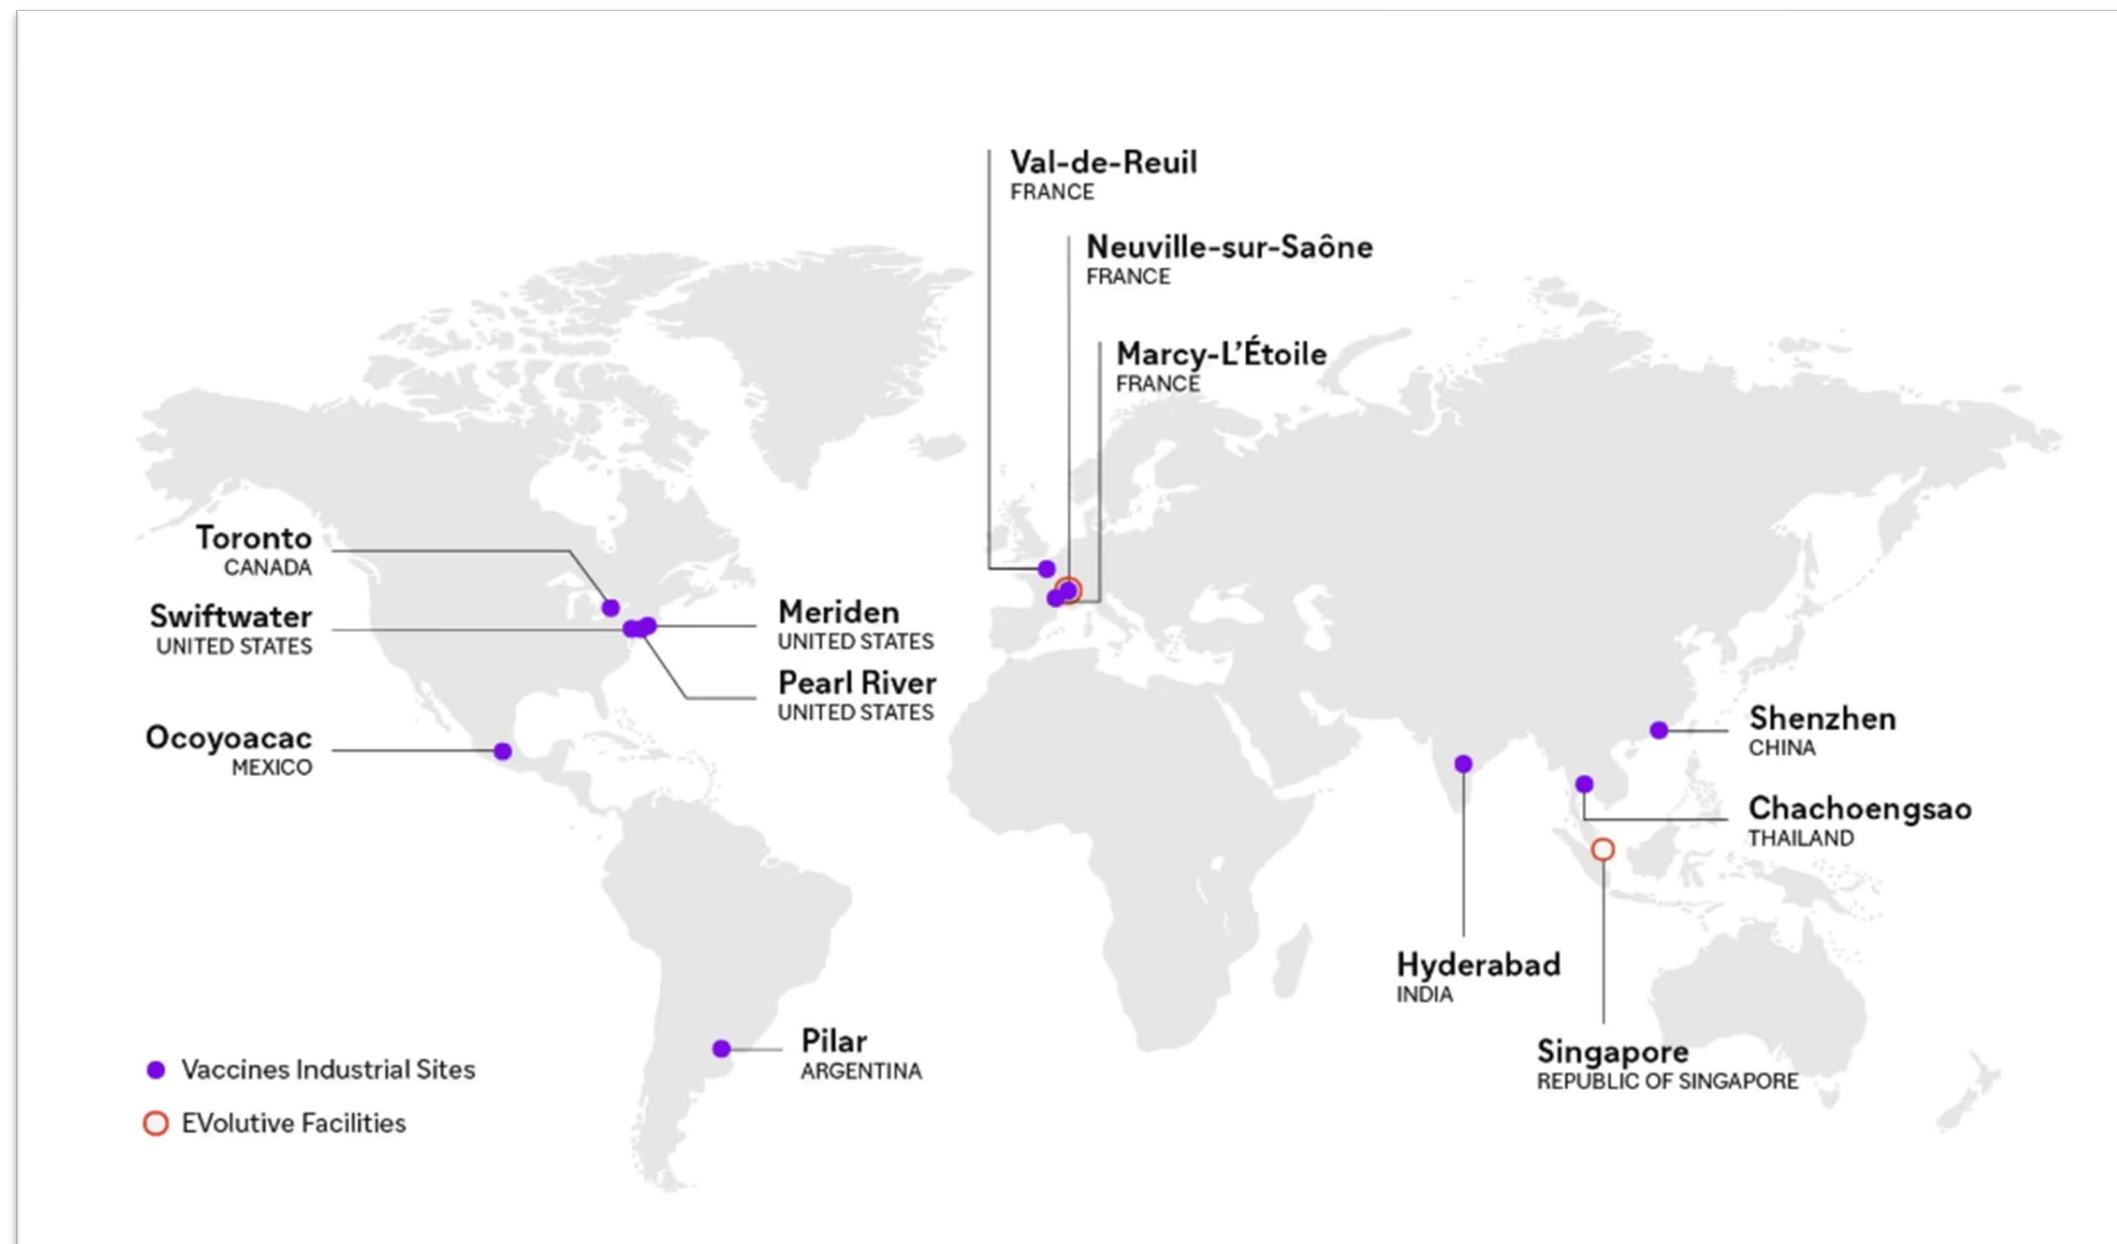 Val-de-Reuil
FRANCE
Neuville-sur-Saône
FRANCE
Marcy-L’Étoile
FRANCE
Toronto
CANADA
Swiftwater
UNITED STATES
Meriden
UNITED STATES
Pearl River
UNITED STATES
Ocoyoacac
MEXICO
Shenzhen
CHINA
Chachoengsao
THAILAND
Hyderabad
INDIA
Singapore
REPUBLIC OF SINGAPORE
Pilar
ARGENTINA
Vaccines Industrial Sites
EVolutive Facilities